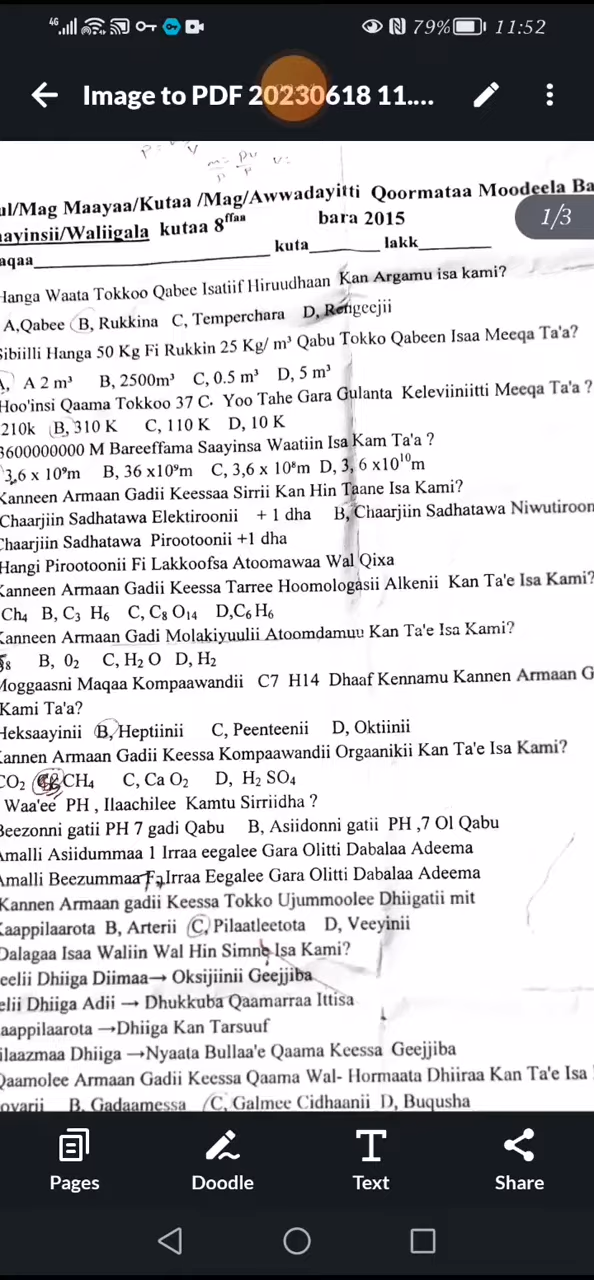 4G 79% 11:52
Image to PDF 20230618 11....
1/3
ul/Mag Maayaa/Kutaa /Mag/Awwadayitti Qoormataa Moodeela Ba
aayinsii/Waliigala kutaa 8ffaa bara 2015
aqaa____ kuta____ lakk____
Hanga Waata Tokkoo Qabee Isatiif Hiruudhaan Kan Argamu isa kami?
A,Qabee B, Rukkina C, Temperchara D, Rengeejii
Sibiilli Hanga 50 Kg Fi Rukkin 25 Kg/ m³ Qabu Tokko Qabeen Isaa Meeqa Ta'a?
A, A 2 m³ B, 2500m³ C, 0.5 m³ D, 5 m³
Hoo'insi Qaama Tokkoo 37 C. Yoo Tahe Gara Gulanta Keleviiniitti Meeqa Ta'a ?
210k B, 310 K C, 110 K D, 10 K
3600000000 M Bareeffama Saayinsa Waatiin Isa Kam Ta'a ?
3,6 x 10⁹m B, 36 x10⁹m C, 3,6 x 10⁸m D, 3, 6 x10¹⁰m
Kanneen Armaan Gadii Keessaa Sirrii Kan Hin Taane Isa Kami?
Chaarjiin Sadhatawa Elektiroonii + 1 dha B, Chaarjiin Sadhatawa Niwutiroon
Chaarjiin Sadhatawa Pirootoonii +1 dha
Hangi Pirootoonii Fi Lakkoofsa Atoomawaa Wal Qixa
Kanneen Armaan Gadii Keessa Tarree Hoomologasii Alkenii Kan Ta'e Isa Kami?
Ch₄ B, C₃ H₆ C, C₈ O₁₄ D,C₆ H₆
Kanneen Armaan Gadi Molakiyuulii Atoomdamuu Kan Ta'e Isa Kami?
S₈ B, 0₂ C, H₂ O D, H₂
Moggaasni Maqaa Kompaawandii C7 H14 Dhaaf Kennamu Kannen Armaan G
Kami Ta'a?
Heksaayinii B, Heptiinii C, Peenteenii D, Oktiinii
Kannen Armaan Gadii Keessa Kompaawandii Orgaanikii Kan Ta'e Isa Kami?
CO₂ CH₄ C, Ca O₂ D, H₂ SO₄
Waa'ee PH , Ilaachilee Kamtu Sirriidha ?
Beezonni gatii PH 7 gadi Qabu B, Asiidonni gatii PH ,7 Ol Qabu
Amalli Asiidummaa 1 Irraa eegalee Gara Olitti Dabalaa Adeema
Amalli Beezummaa Irraa Eegalee Gara Olitti Dabalaa Adeema
Kannen Armaan gadii Keessa Tokko Ujummoolee Dhiigatii mit
Kaappilaarota B, Arterii C, Pilaatleetota D, Veeyinii
Dalagaa Isaa Waliin Wal Hin Simne Isa Kami?
eelii Dhiiga Diimaa→ Oksijiinii Geejjiba
elii Dhiiga Adii → Dhukkuba Qaamarraa Ittisa
aappilaarota →Dhiiga Kan Tarsuuf
ilaazmaa Dhiiga →Nyaata Bullaa'e Qaama Keessa Geejjiba
Qaamolee Armaan Gadii Keessa Qaama Wal- Hormaata Dhiiraa Kan Ta'e Isa
ovarii B. Gadaamessa C, Galmee Cidhaanii D, Buqusha
Pages Doodle Text Share